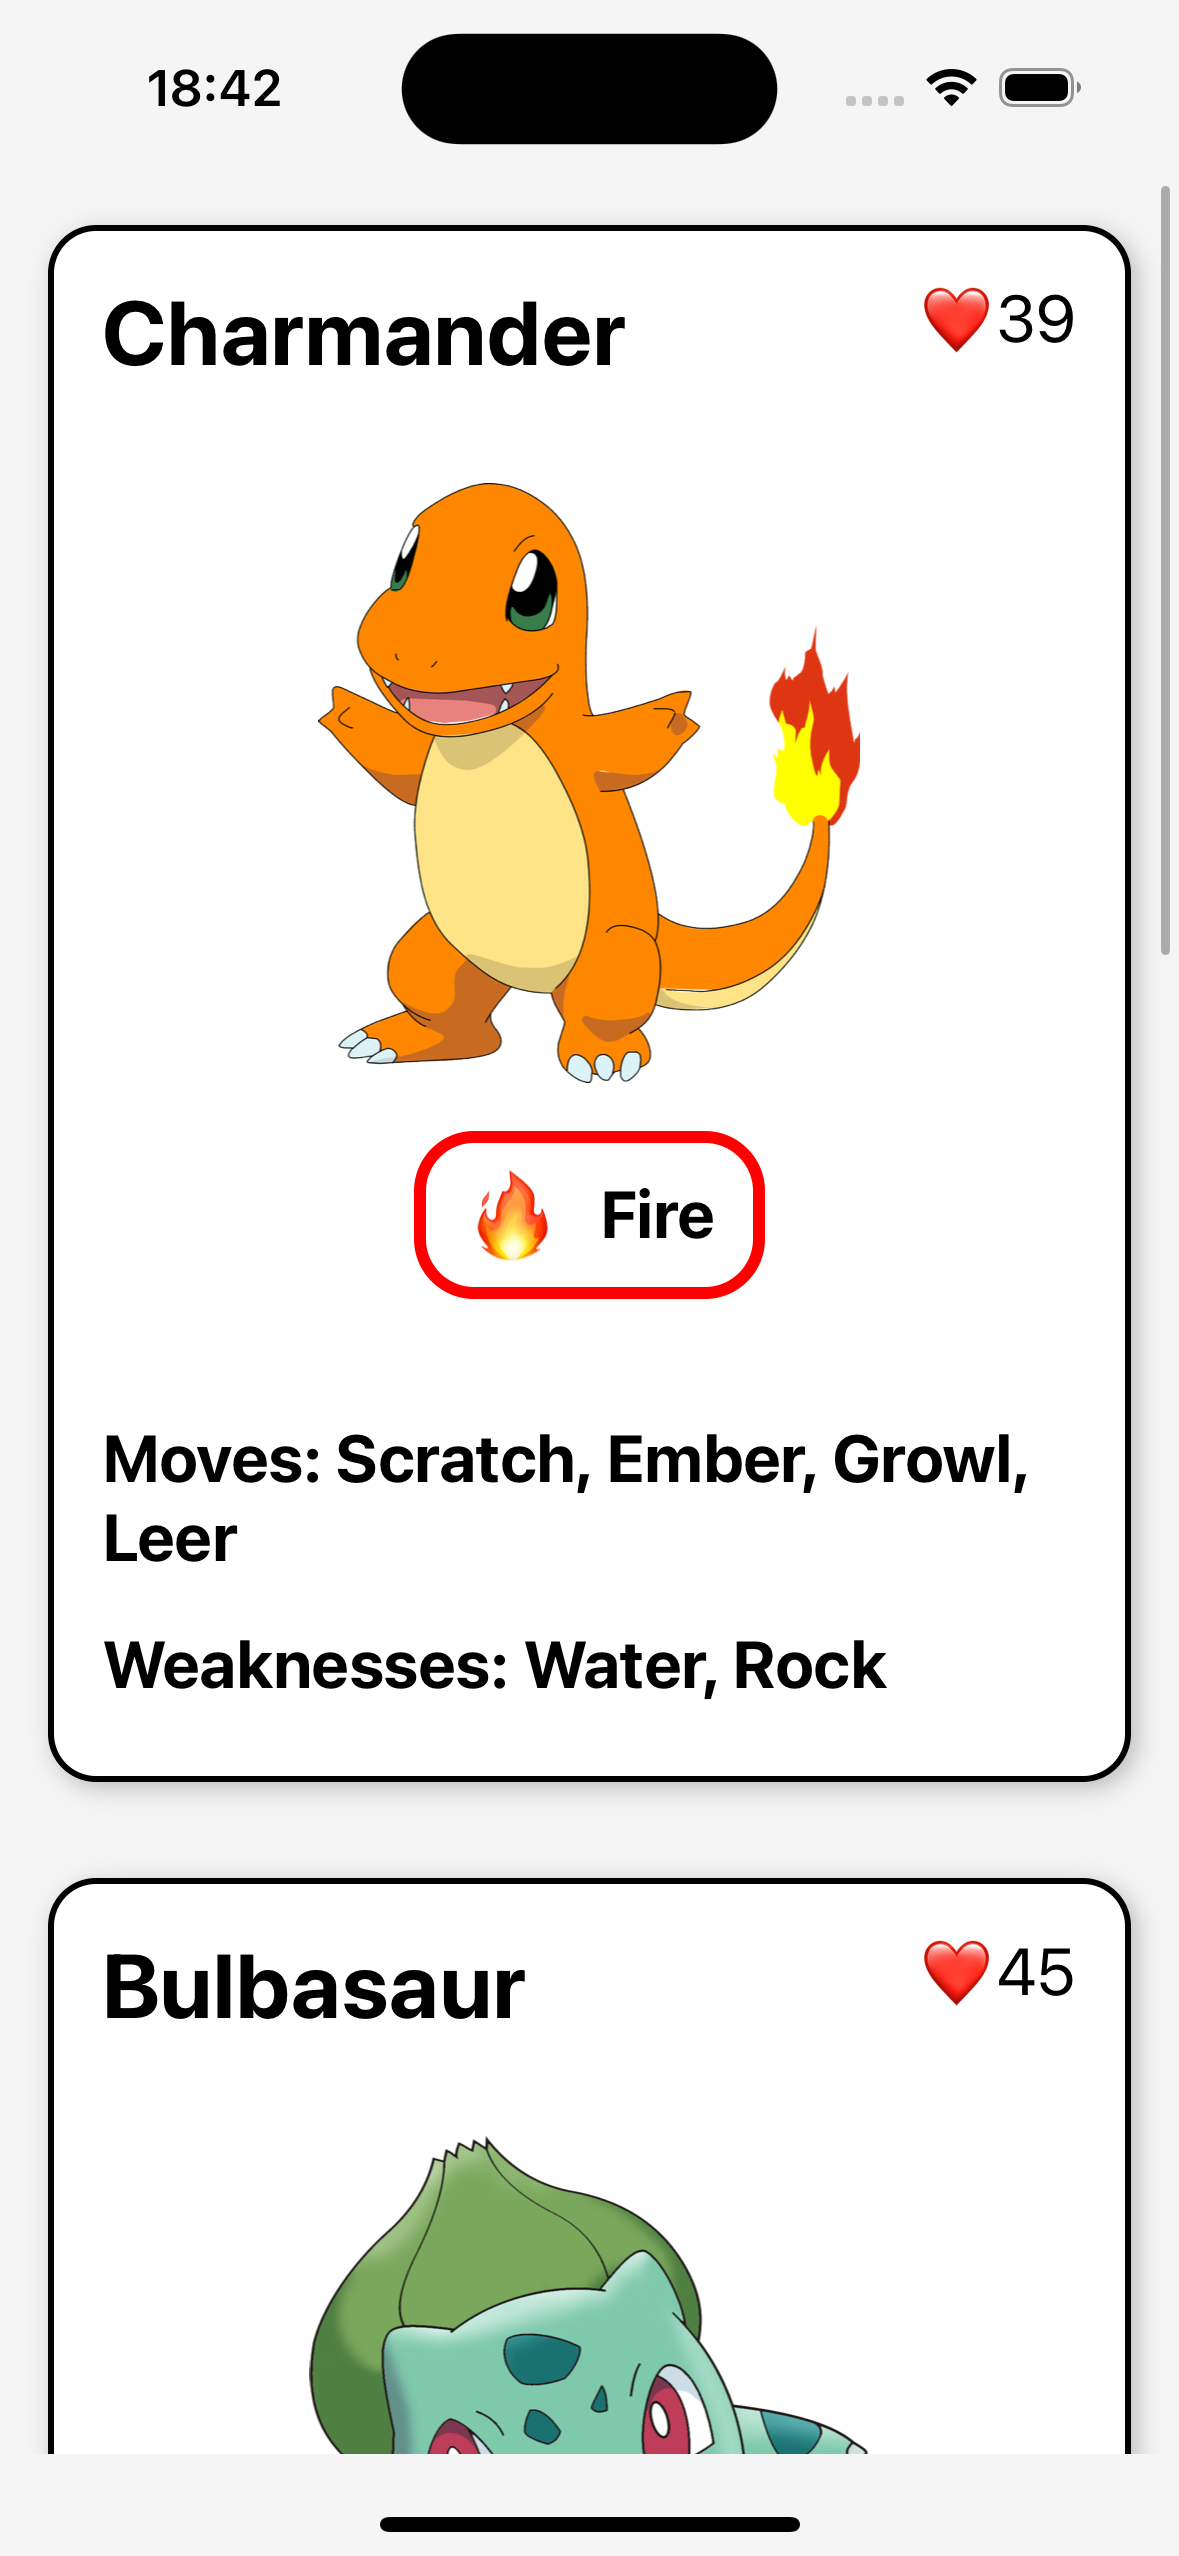 18:42
Charmander
❤️39
🔥 Fire
Moves: Scratch, Ember, Growl,
Leer
Weaknesses: Water, Rock
Bulbasaur
❤️45